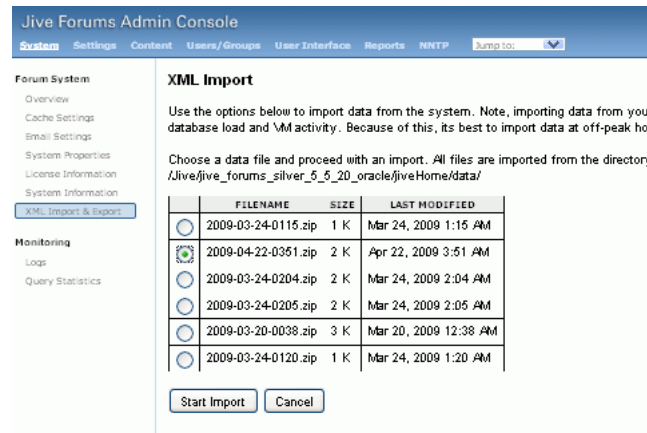 Jive Forums Admin Console
System Settings Content Users/Groups User Interface Reports NNTP Jump to:
Forum System
Overview
Cache Settings
Email Settings
System Properties
License Information
System Information
XML Import & Export
Monitoring
Logs
Query Statistics
XML Import
Use the options below to import data from the system. Note, importing data from you
database load and VM activity. Because of this, its best to import data at off-peak ho
Choose a data file and proceed with an import. All files are imported from the directory
/Jive/jive_forums_silver_5_5_20_oracle/jiveHome/data/
FILENAME SIZE LAST MODIFIED
2009-03-24-0115.zip 1 K Mar 24, 2009 1:15 AM
2009-04-22-0351.zip 2 K Apr 22, 2009 3:51 AM
2009-03-24-0204.zip 2 K Mar 24, 2009 2:04 AM
2009-03-24-0205.zip 2 K Mar 24, 2009 2:05 AM
2009-03-20-0038.zip 3 K Mar 20, 2009 12:38 AM
2009-03-24-0120.zip 1 K Mar 24, 2009 1:20 AM
Start Import Cancel